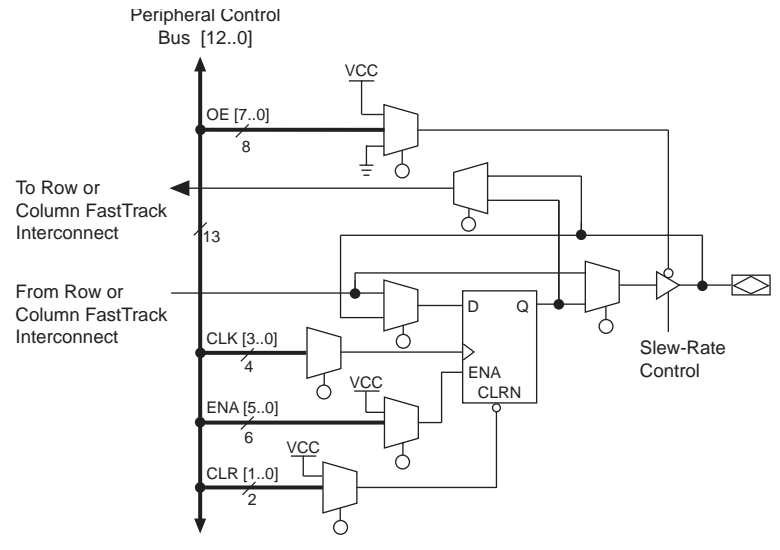 Peripheral Control
Bus [12..0]
VCC
OE [7..0]
8
To Row or
Column FastTrack
Interconnect
13
From Row or
Column FastTrack
Interconnect
D
Q
CLK [3..0]
4
ENA
CLRN
Slew-Rate
Control
VCC
ENA [5..0]
6
VCC
CLR [1..0]
2